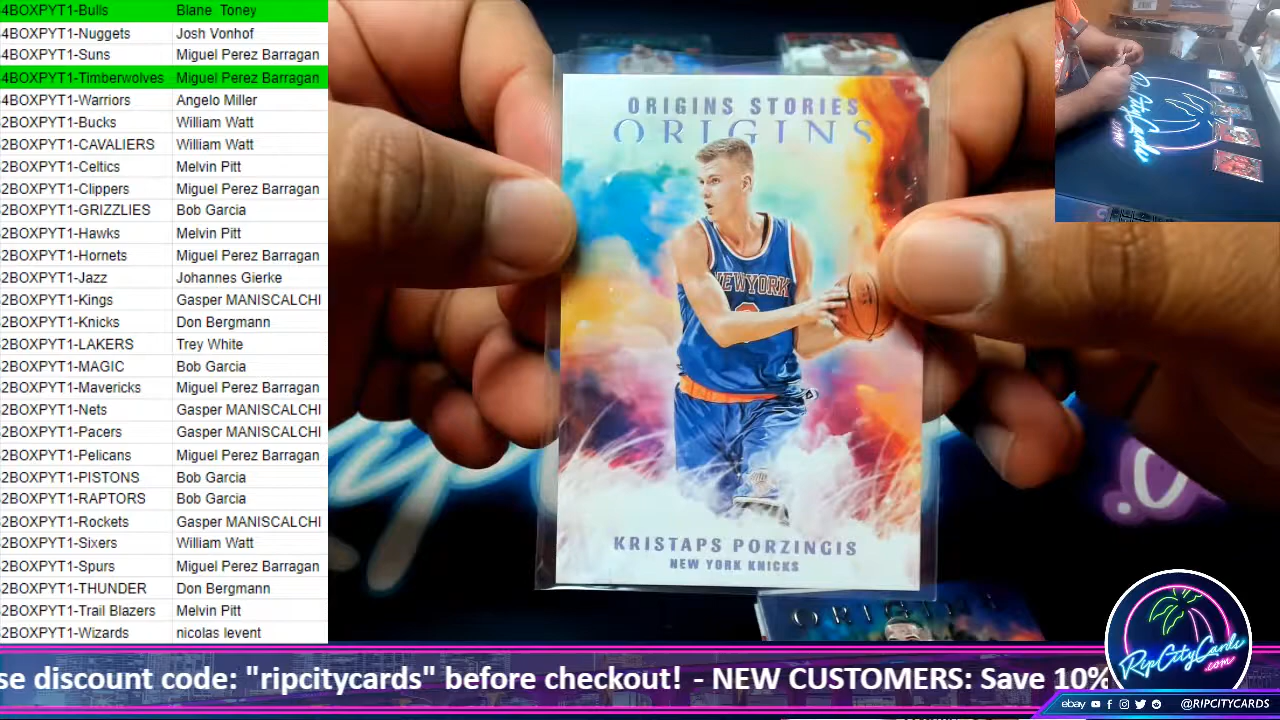 4BOXPYT1-Bulls Blane Toney
4BOXPYT1-Nuggets Josh Vonhof
4BOXPYT1-Suns Miguel Perez Barragan
4BOXPYT1-Timberwolves Miguel Perez Barragan
4BOXPYT1-Warriors Angelo Miller
2BOXPYT1-Bucks William Watt
2BOXPYT1-CAVALIERS William Watt
2BOXPYT1-Celtics Melvin Pitt
2BOXPYT1-Clippers Miguel Perez Barragan
2BOXPYT1-GRIZZLIES Bob Garcia
2BOXPYT1-Hawks Melvin Pitt
2BOXPYT1-Hornets Miguel Perez Barragan
2BOXPYT1-Jazz Johannes Gierke
2BOXPYT1-Kings Gasper MANISCALCHI
2BOXPYT1-Knicks Don Bergmann
2BOXPYT1-LAKERS Trey White
2BOXPYT1-MAGIC Bob Garcia
2BOXPYT1-Mavericks Miguel Perez Barragan
2BOXPYT1-Nets Gasper MANISCALCHI
2BOXPYT1-Pacers Gasper MANISCALCHI
2BOXPYT1-Pelicans Miguel Perez Barragan
2BOXPYT1-PISTONS Bob Garcia
2BOXPYT1-RAPTORS Bob Garcia
2BOXPYT1-Rockets Gasper MANISCALCHI
2BOXPYT1-Sixers William Watt
2BOXPYT1-Spurs Miguel Perez Barragan
2BOXPYT1-THUNDER Don Bergmann
2BOXPYT1-Trail Blazers Melvin Pitt
2BOXPYT1-Wizards nicolas levent
ORIGINS STORIES
ORIGINS
NEW YORK
KRISTAPS PORZINGIS
NEW YORK KNICKS
ORIGIN
RipCityCards
.com
se discount code: "ripcitycards" before checkout! - NEW CUSTOMERS: Save 10%
ebay @RIPCITYCARDS